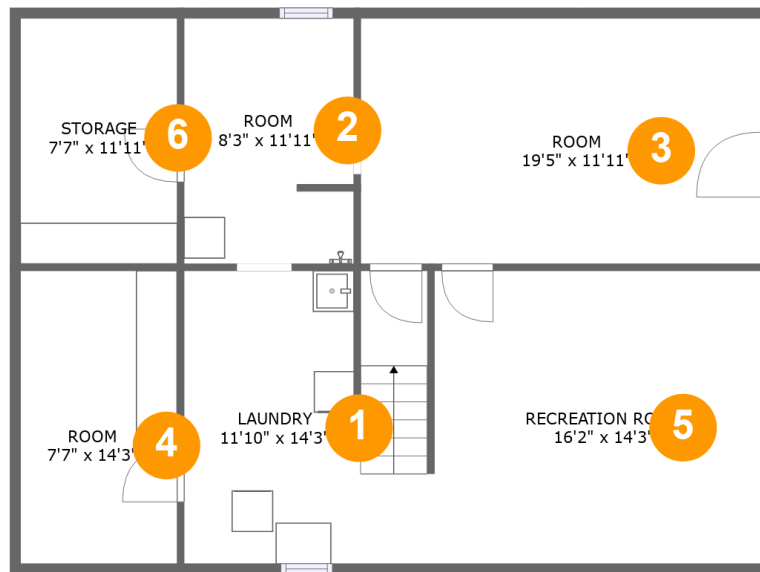 STORAGE
7'7" x 11'11"
6
ROOM
8'3" x 11'11"
2
ROOM
19'5" x 11'11"
3
ROOM
7'7" x 14'3"
4
LAUNDRY
11'10" x 14'3"
1
RECREATION
16'2" x 14'3"
5